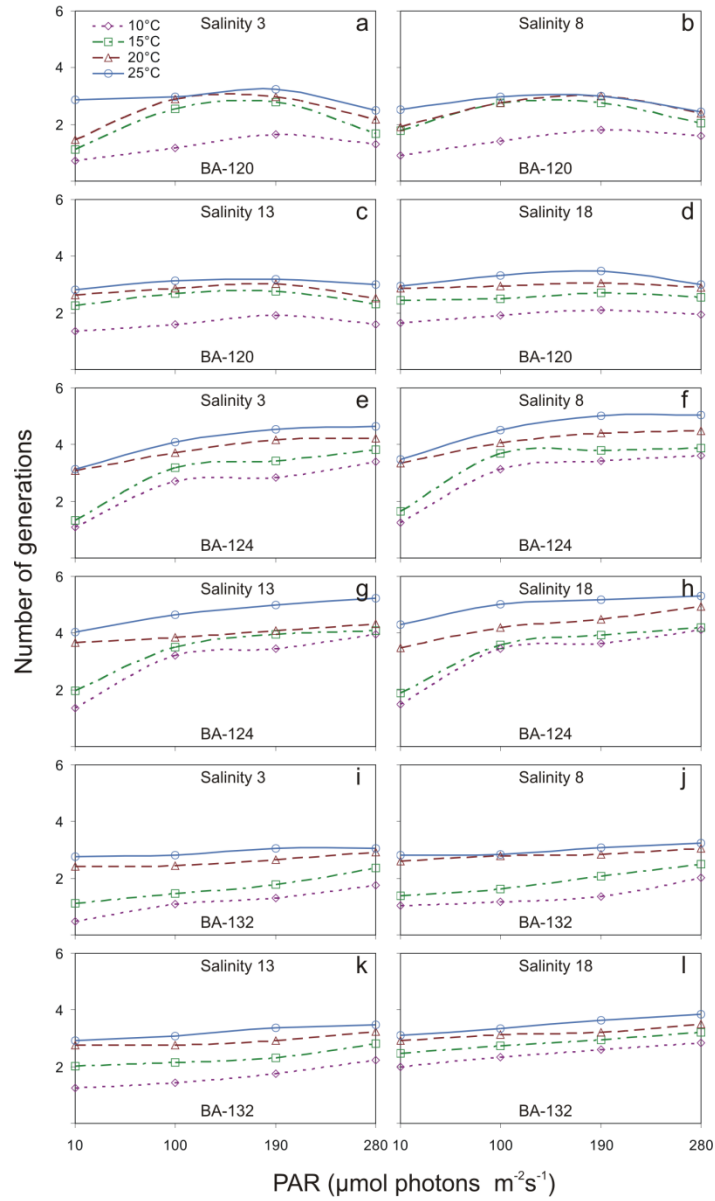 Salinity 3 a
10°C
15°C
20°C
25°C
BA-120
Salinity 8 b
BA-120
6
4
2
Salinity 13 c
BA-120
Salinity 18 d
BA-120
6
4
2
Salinity 3 e
BA-124
Salinity 8 f
BA-124
6
4
2
Number of generations
Salinity 13 g
BA-124
Salinity 18 h
BA-124
6
4
2
Salinity 3 i
BA-132
Salinity 8 j
BA-132
6
4
2
Salinity 13 k
BA-132
Salinity 18 l
BA-132
6
4
2
10 100 190 280 10 100 190 280
PAR (µmol photons m⁻²s⁻¹)